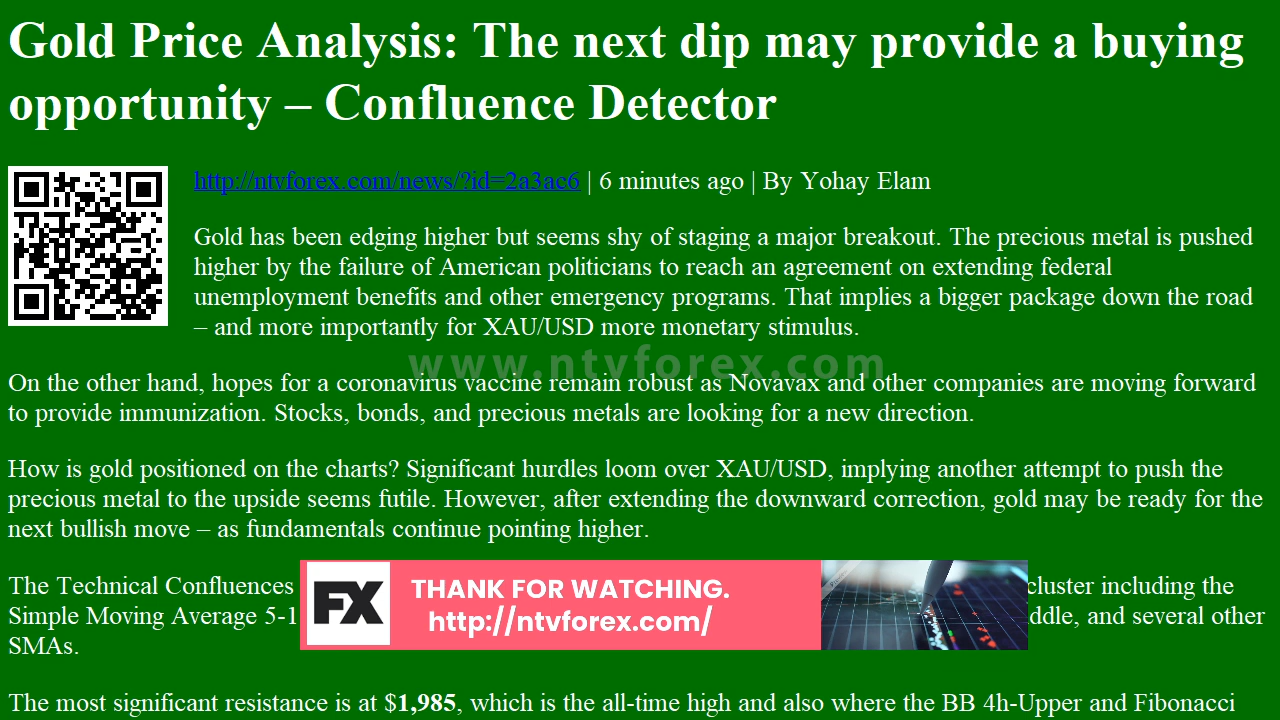 Gold Price Analysis: The next dip may provide a buying
opportunity – Confluence Detector
http://ntvforex.com/news/?id=2a3ac6 | 6 minutes ago | By Yohay Elam
Gold has been edging higher but seems shy of staging a major breakout. The precious metal is pushed
higher by the failure of American politicians to reach an agreement on extending federal
unemployment benefits and other emergency programs. That implies a bigger package down the road
– and more importantly for XAU/USD more monetary stimulus.
www.ntvforex.com
On the other hand, hopes for a coronavirus vaccine remain robust as Novavax and other companies are moving forward
to provide immunization. Stocks, bonds, and precious metals are looking for a new direction.
How is gold positioned on the charts? Significant hurdles loom over XAU/USD, implying another attempt to push the
precious metal to the upside seems futile. However, after extending the downward correction, gold may be ready for the
next bullish move – as fundamentals continue pointing higher.
The Technical Confluences cluster including the
Simple Moving Average 5-1 ddle, and several other
SMAs.
FX
THANK FOR WATCHING.
http://ntvforex.com/
The most significant resistance is at $1,985, which is the all-time high and also where the BB 4h-Upper and Fibonacci